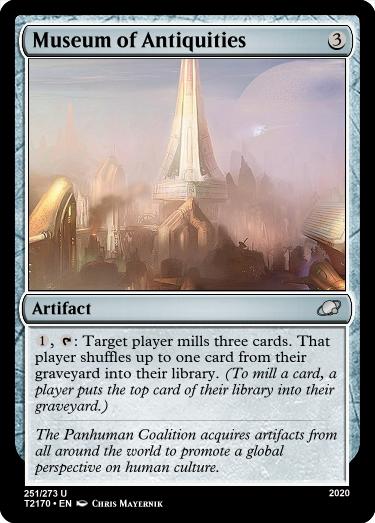 Museum of Antiquities 3
Artifact
1, T: Target player mills three cards. That
player shuffles up to one card from their
graveyard into their library. (To mill a card, a
player puts the top card of their library into their
graveyard.)
The Panhuman Coalition acquires artifacts from
all around the world to promote a global
perspective on human culture.
251/273 U 2020
T2170 • EN Chris Mayernik